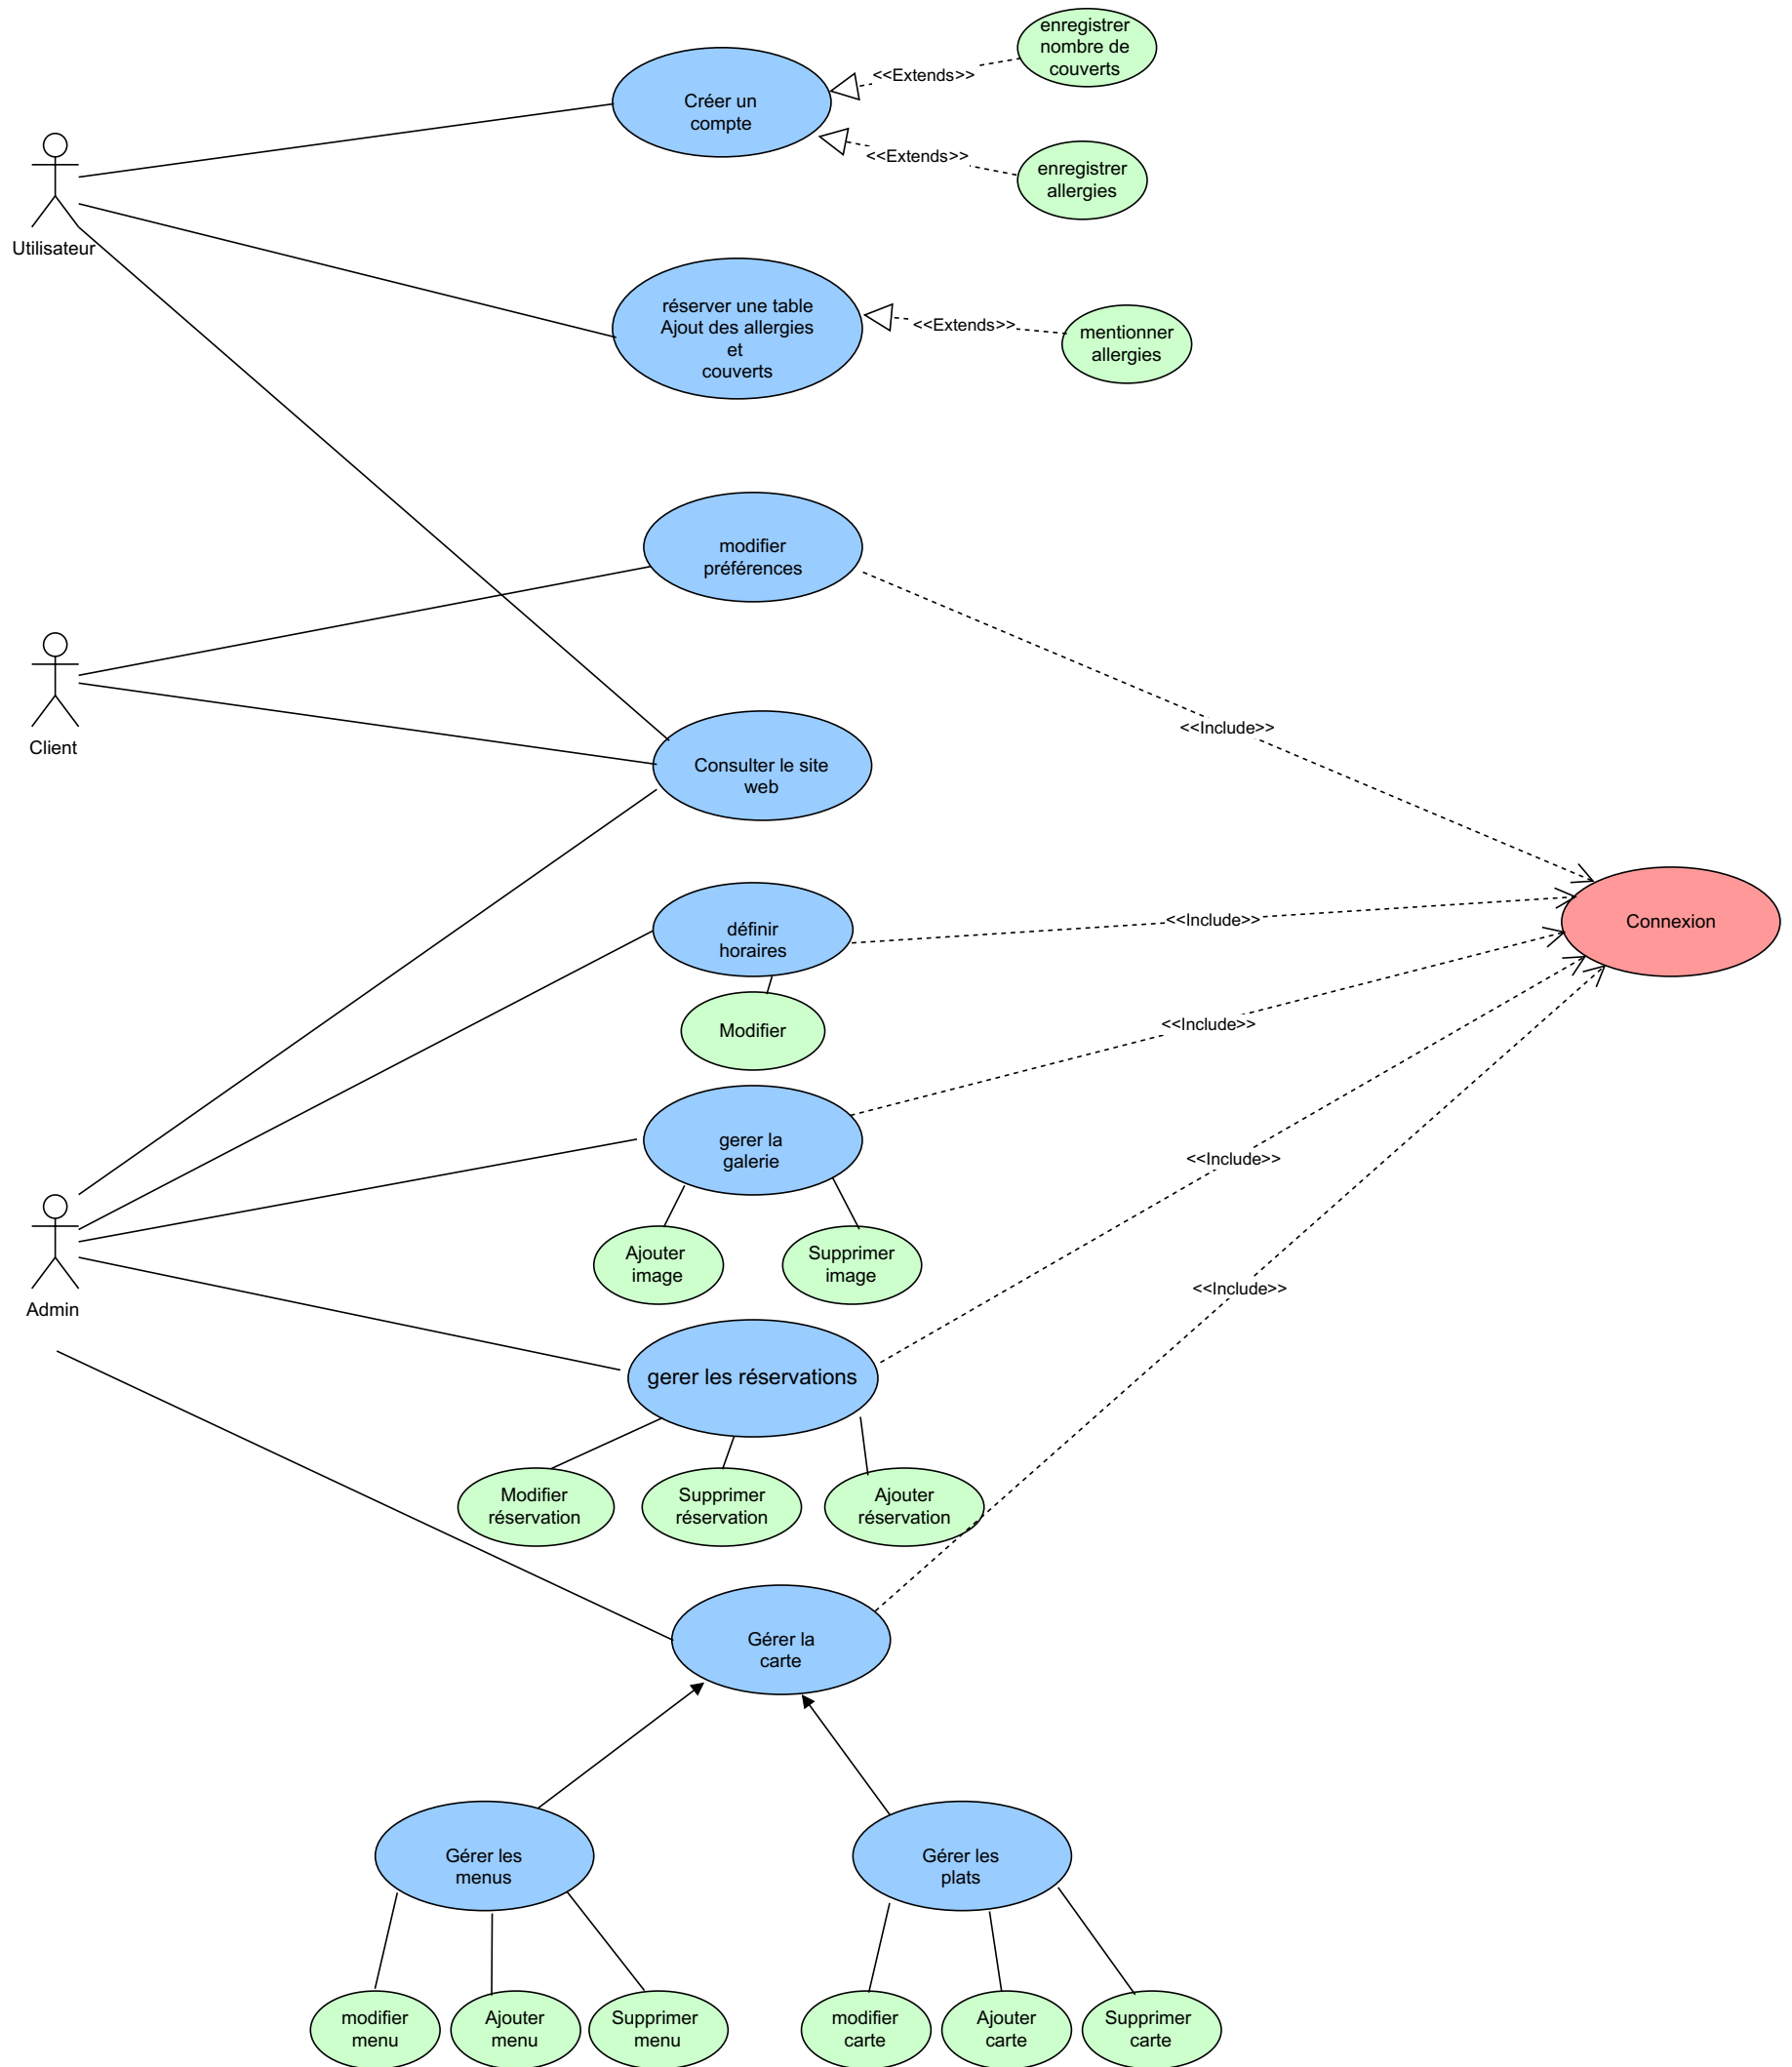 enregistrer
nombre de
couverts
<<Extends>>
Créer un
compte
<<Extends>>
enregistrer
allergies
Utilisateur
réserver une table
Ajout des allergies
et
couverts
<<Extends>>
mentionner
allergies
modifier
préférences
<<Include>>
Client
Consulter le site
web
définir
horaires
<<Include>>
Connexion
Modifier
<<Include>>
gerer la
galerie
<<Include>>
Ajouter
image
Supprimer
image
<<Include>>
Admin
gerer les réservations
Modifier
réservation
Supprimer
réservation
Ajouter
réservation
Gérer la
carte
Gérer les
menus
Gérer les
plats
modifier
menu
Ajouter
menu
Supprimer
menu
modifier
carte
Ajouter
carte
Supprimer
carte